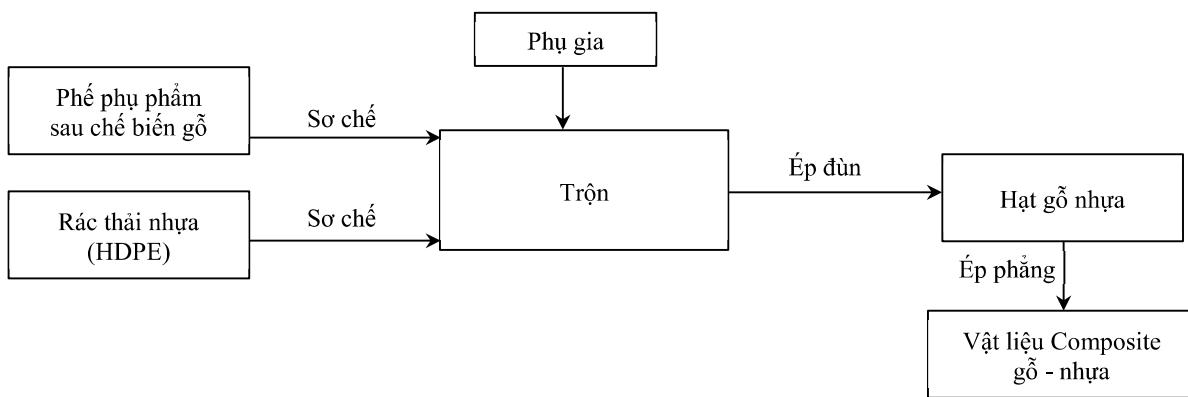 Phụ gia
Phế phụ phẩm
sau chế biến gỗ
Sơ chế
Trộn
Ép đùn
Hạt gỗ nhựa
Rác thải nhựa
(HDPE)
Sơ chế
Ép phẳng
Vật liệu Composite
gỗ - nhựa